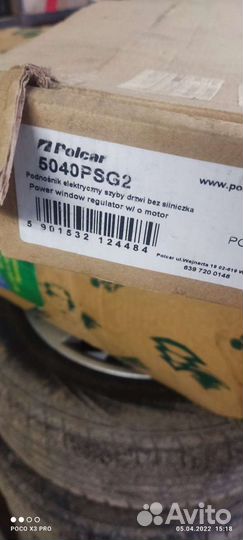 Polcar
5040PSG2
www.po
Podnośnik elektryczny szyby drzwi bez silniczka
Power window regulator w/o motor
5 901532 124484
PO
Polcar ul.Wejnerta 19 02-619 W
639 720 0148
POCO X3 PRO
05.04.2022 15:18
Avito